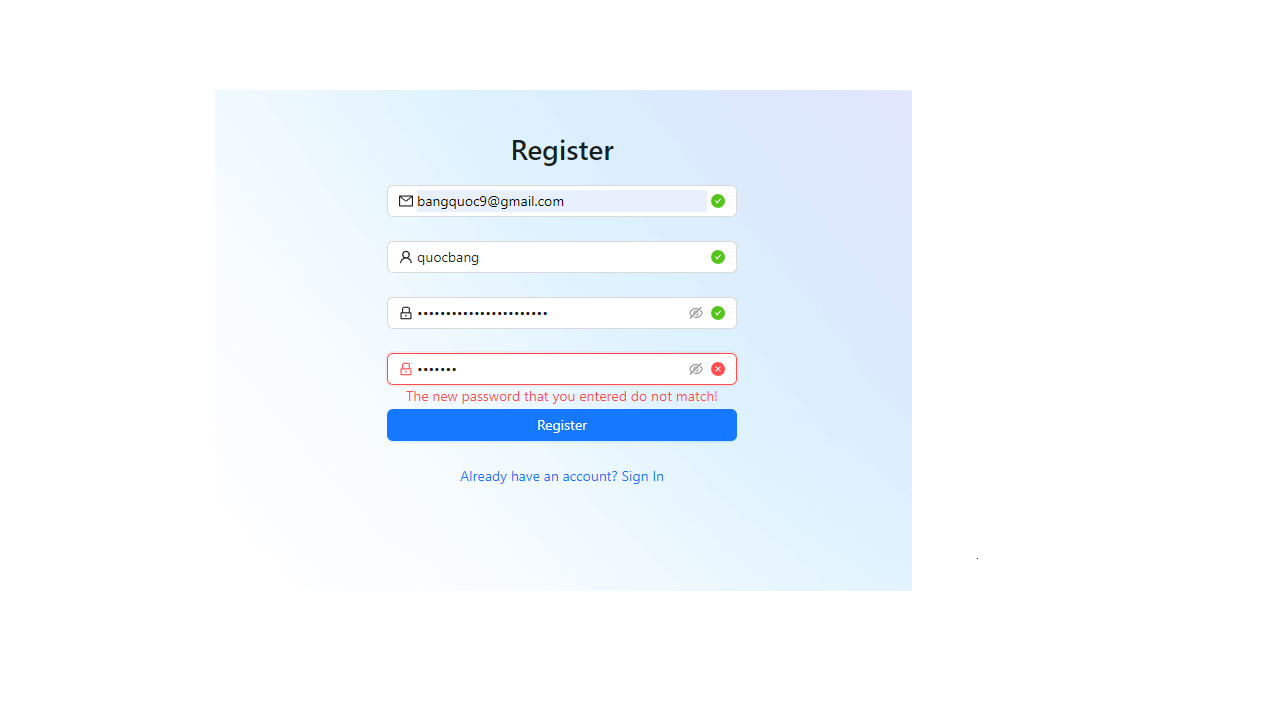 Register
bangquoc9@gmail.com
quocbang
•••••••••••••••••••••••
•••••••
The new password that you entered do not match!
Register
Already have an account? Sign In